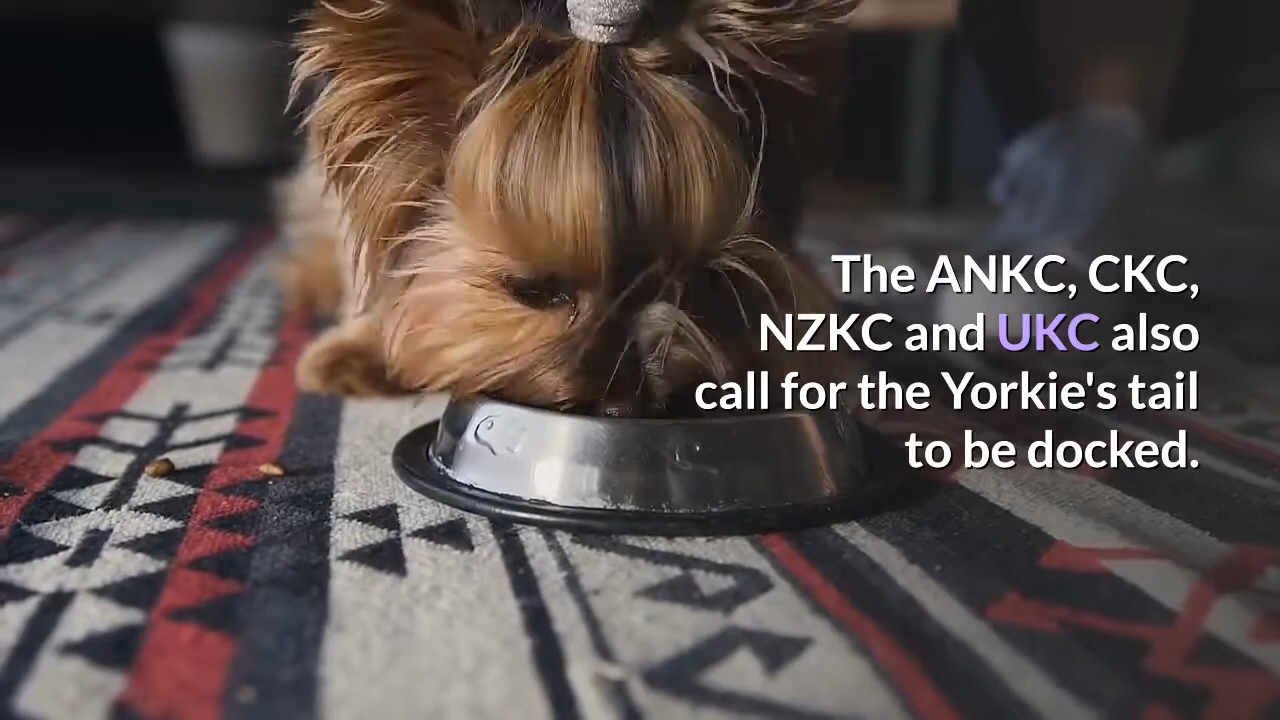 The ANKC, CKC,
NZKC and UKC also
call for the Yorkie's tail
to be docked.